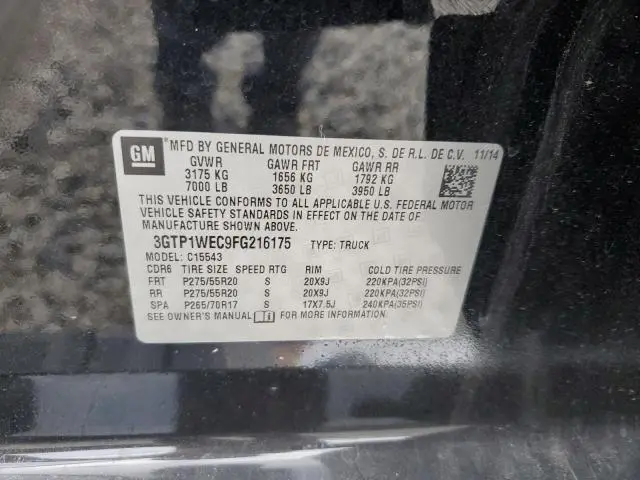 GM
MFD BY GENERAL MOTORS DE MEXICO, S. DE R.L. DE C.V. 11/14
GVWR GAWR FRT GAWR RR
3175 KG 1656 KG 1792 KG
7000 LB 3650 LB 3950 LB
THIS VEHICLE CONFORMS TO ALL APPLICABLE U.S. FEDERAL MOTOR
VEHICLE SAFETY STANDARDS IN EFFECT ON THE DATE OF
MANUFACTURE SHOWN ABOVE.
3GTP1WEC9FG216175 TYPE: TRUCK
MODEL: C15543
CDR6 TIRE SIZE SPEED RTG RIM COLD TIRE PRESSURE
FRT P275/55R20 S 20X9J 220KPA(32PSI)
RR P275/55R20 S 20X9J 220KPA(32PSI)
SPA P265/70R17 S 17X7.5J 240KPA(35PSI)
SEE OWNER'S MANUAL FOR MORE INFORMATION.